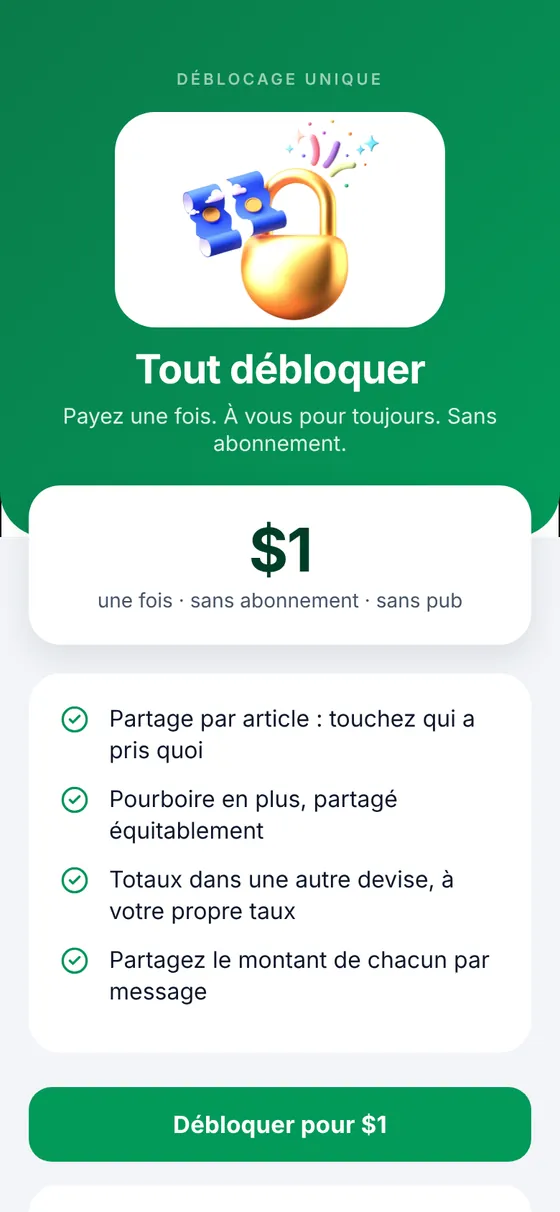 DÉBLOCAGE UNIQUE
Tout débloquer
Payez une fois. À vous pour toujours. Sans
abonnement.
$1
une fois · sans abonnement · sans pub
Partage par article : touchez qui a
pris quoi
Pourboire en plus, partagé
équitablement
Totaux dans une autre devise, à
votre propre taux
Partagez le montant de chacun par
message
Débloquer pour $1